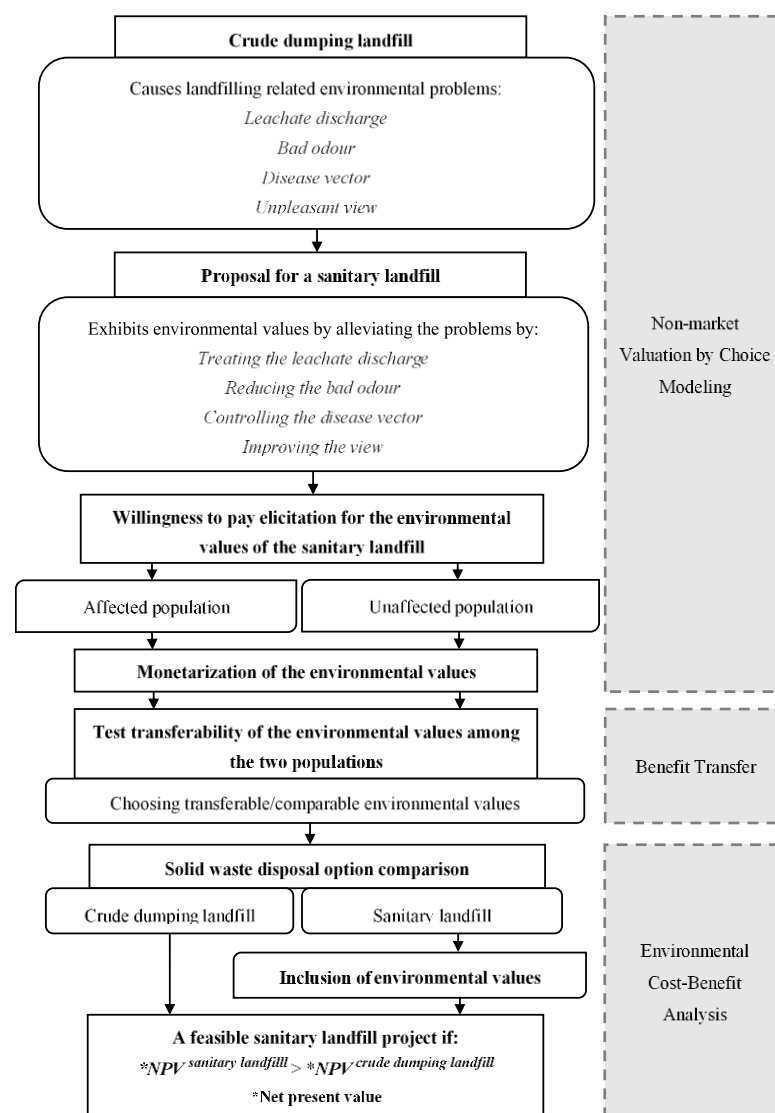 Crude dumping landfill
Causes landfilling related environmental problems:
Leachate discharge
Bad odour
Disease vector
Unpleasant view
Proposal for a sanitary landfill
Exhibits environmental values by alleviating the problems by:
Treating the leachate discharge
Reducing the bad odour
Controlling the disease vector
Improving the view
Non-market
Valuation by Choice
Modeling
Willingness to pay elicitation for the environmental
values of the sanitary landfill
Affected population
Unaffected population
Monetarization of the environmental values
Test transferability of the environmental values among
the two populations
Choosing transferable/comparable environmental values
Benefit Transfer
Solid waste disposal option comparison
Crude dumping landfill
Sanitary landfill
Inclusion of environmental values
A feasible sanitary landfill project if:
*NPV sanitary landfilll > *NPV crude dumping landfill
*Net present value
Environmental
Cost-Benefit
Analysis